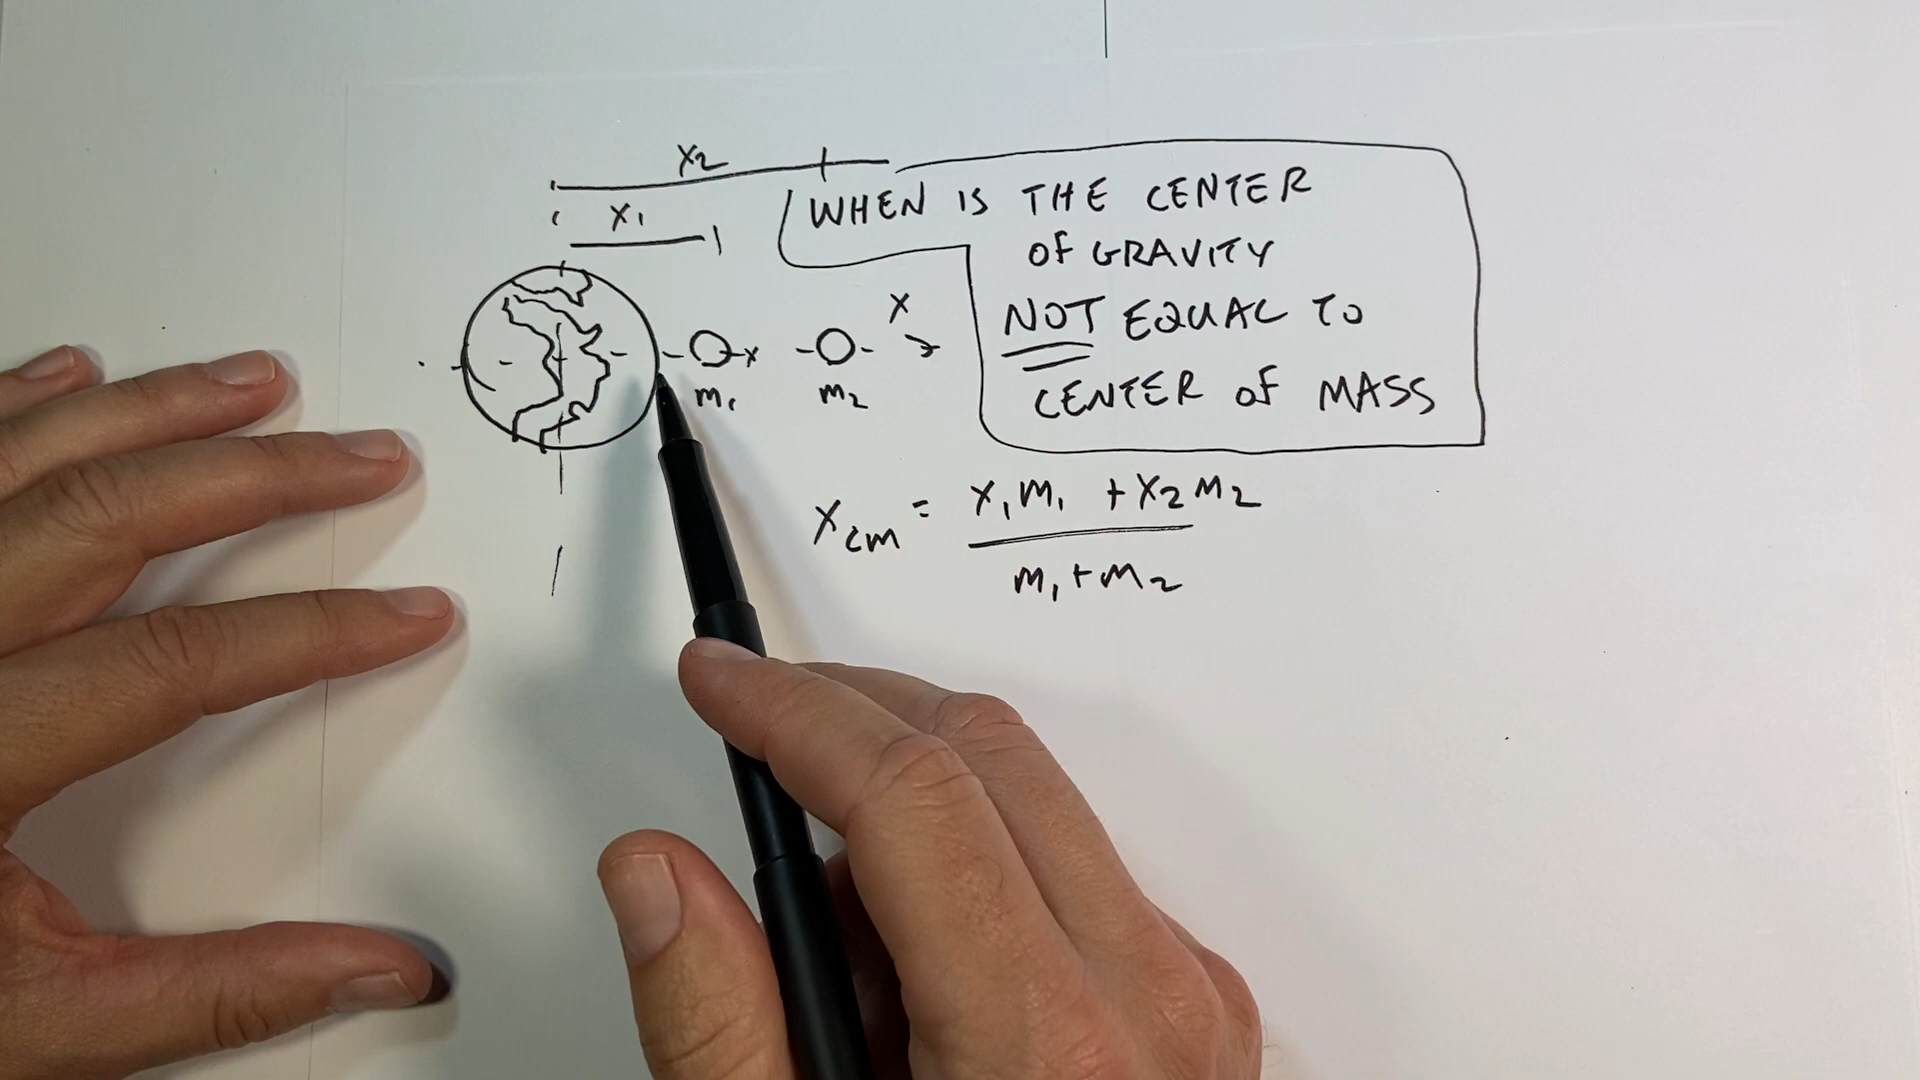 x2
x1
WHEN IS THE CENTER
OF GRAVITY
NOT EQUAL TO
CENTER OF MASS
x
x
m1
m2
xcm = x1m1 + x2m2
m1+m2